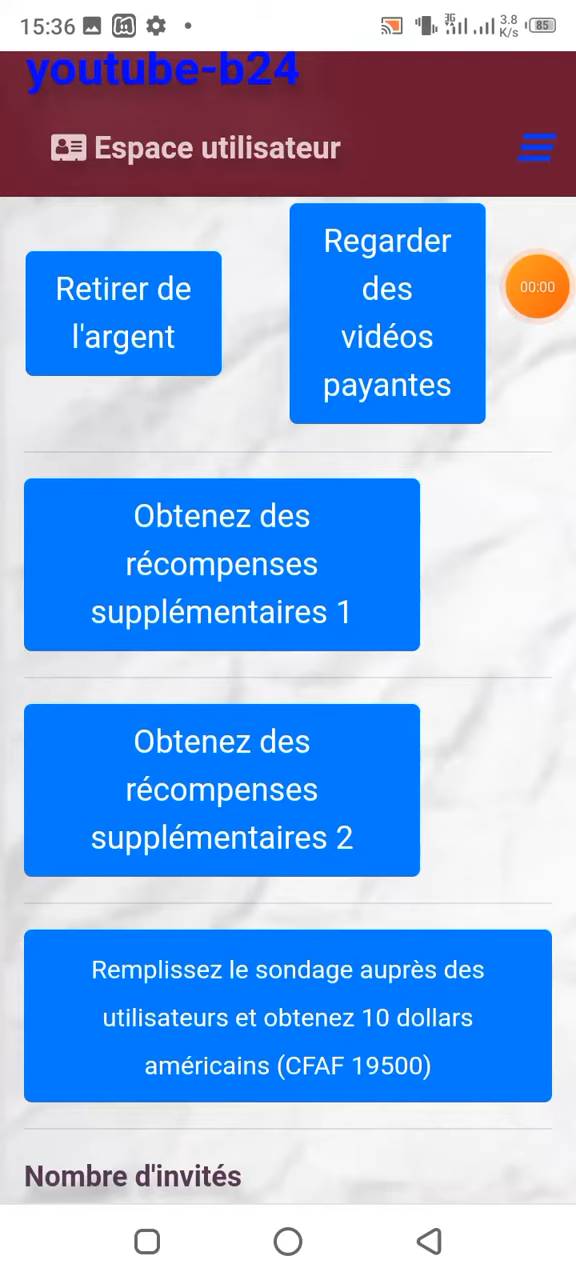 15:36
3G
3.8
K/s
85
youtube-b24
Espace utilisateur
Retirer de
l'argent
Regarder
des
vidéos
payantes
00:00
Obtenez des
récompenses
supplémentaires 1
Obtenez des
récompenses
supplémentaires 2
Remplissez le sondage auprès des
utilisateurs et obtenez 10 dollars
américains (CFAF 19500)
Nombre d'invités